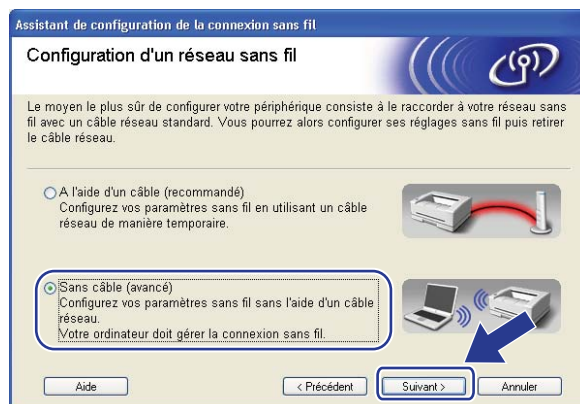 Assistant de configuration de la connexion sans fil
Configuration d'un réseau sans fil
Le moyen le plus sûr de configurer votre périphérique consiste à le raccorder à votre réseau sans
fil avec un câble réseau standard. Vous pourrez alors configurer ses réglages sans fil puis retirer
le câble réseau.
A l'aide d'un câble (recommandé)
Configurez vos paramètres sans fil en utilisant un câble
réseau de manière temporaire.
Sans câble (avancé)
Configurez vos paramètres sans fil sans l'aide d'un câble
réseau.
Votre ordinateur doit gérer la connexion sans fil.
Aide
< Précédent
Suivant >
Annuler